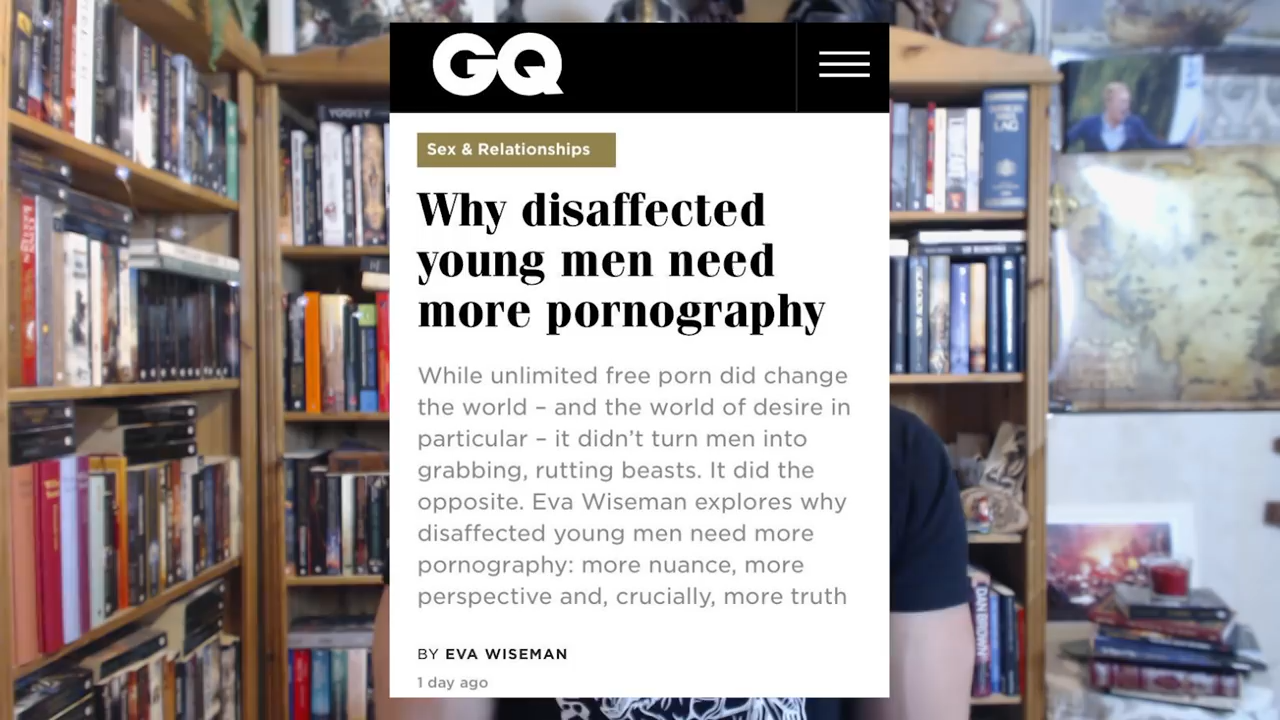 GQ
Sex & Relationships
Why disaffected
young men need
more pornography
While unlimited free porn did change
the world – and the world of desire in
particular – it didn’t turn men into
grabbing, rutting beasts. It did the
opposite. Eva Wiseman explores why
disaffected young men need more
pornography: more nuance, more
perspective and, crucially, more truth
BY EVA WISEMAN
1 day ago
DAN BROWN